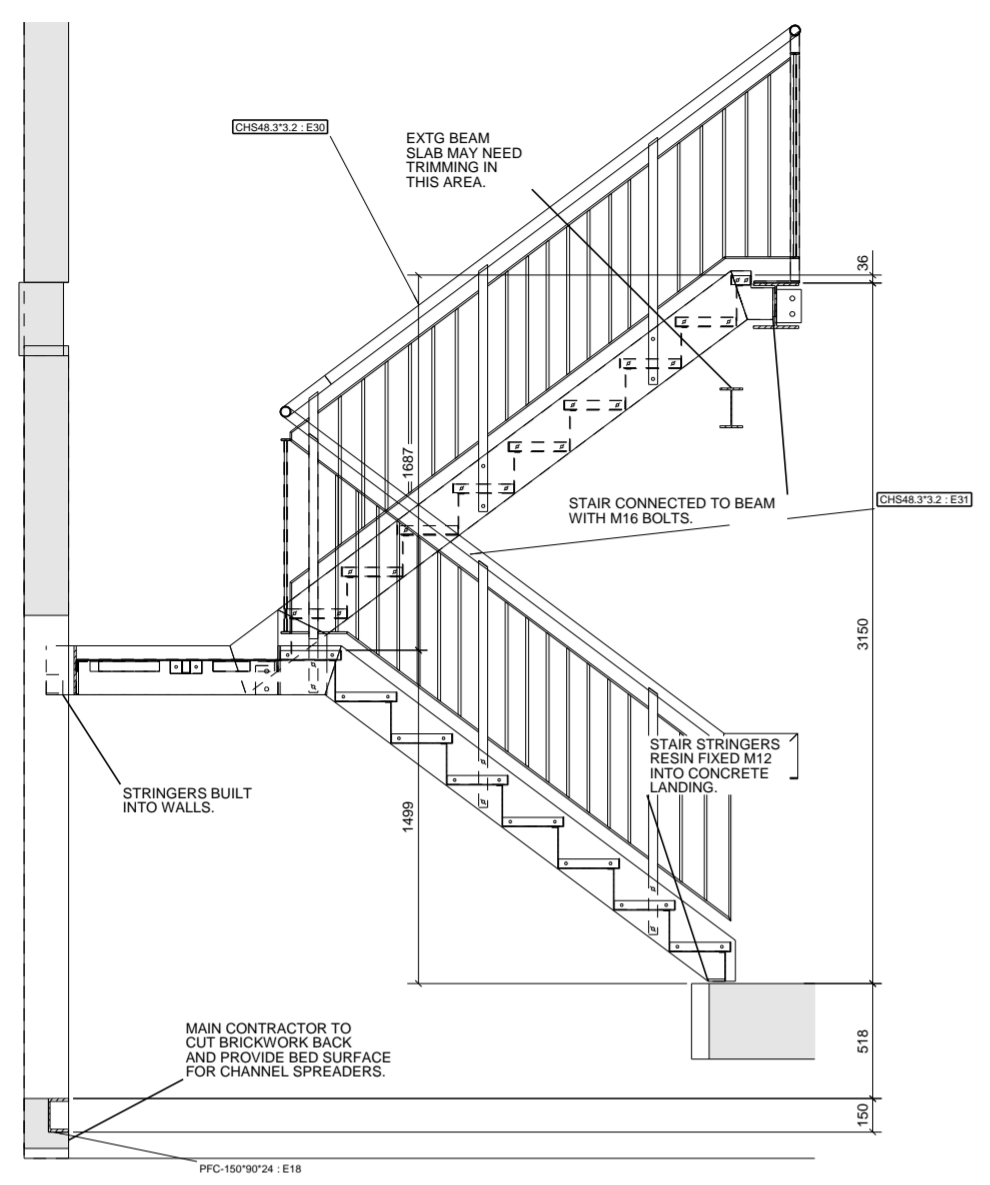 CHS48.3*3.2 : E30
EXTG BEAM
SLAB MAY NEED
TRIMMING IN
THIS AREA.
36
1687
STAIR CONNECTED TO BEAM
WITH M16 BOLTS.
CHS48.3*3.2 : E31
3150
STRINGERS BUILT
INTO WALLS.
1499
STAIR STRINGERS
RESIN FIXED M12
INTO CONCRETE
LANDING.
MAIN CONTRACTOR TO
CUT BRICKWORK BACK
AND PROVIDE BED SURFACE
FOR CHANNEL SPREADERS.
518
150
PFC-150*90*24 : E18